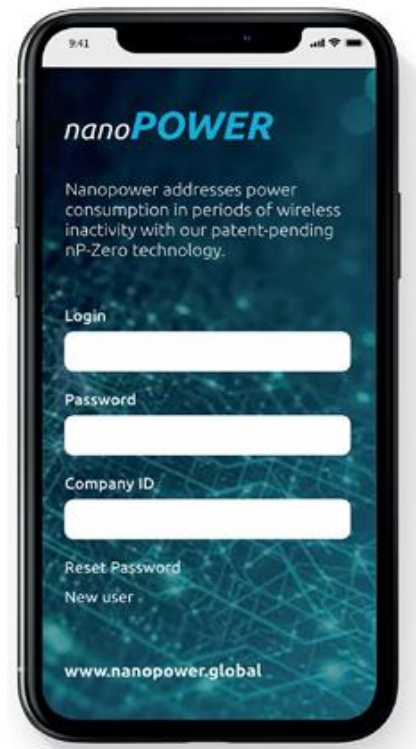 9:41
nanoPOWER
Nanopower addresses power
consumption in periods of wireless
inactivity with our patent-pending
nP-Zero technology.
Login
Password
Company ID
Reset Password
New user
www.nanopower.global